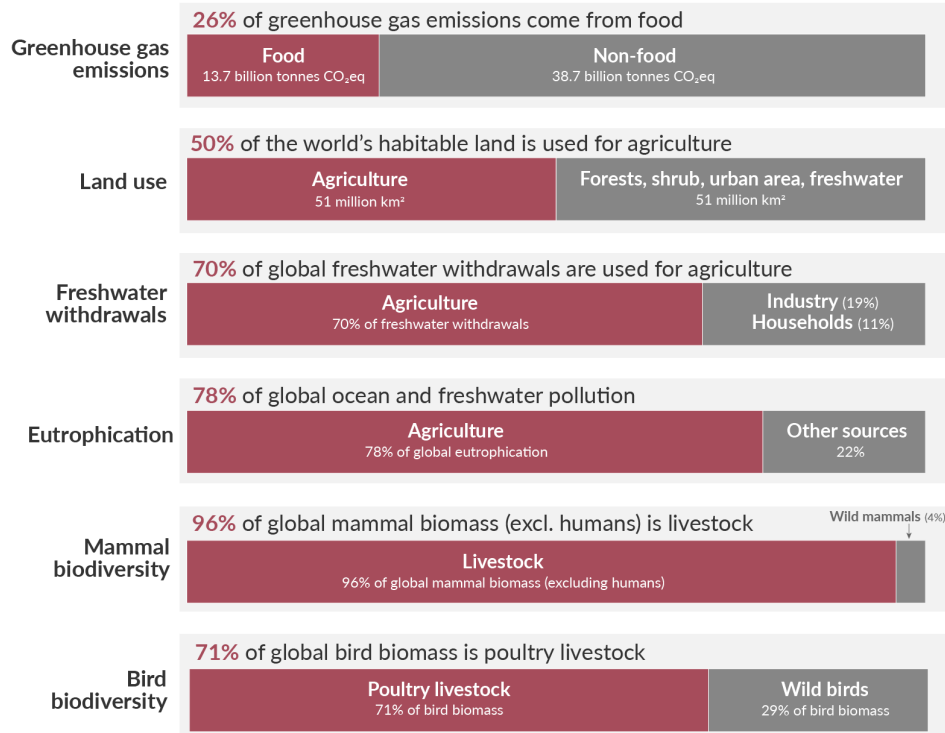 26% of greenhouse gas emissions come from food
Greenhouse gas
emissions
Food
13.7 billion tonnes CO₂eq
Non-food
38.7 billion tonnes CO₂eq
50% of the world's habitable land is used for agriculture
Land use
Agriculture
51 million km²
Forests, shrub, urban area, freshwater
51 million km²
70% of global freshwater withdrawals are used for agriculture
Freshwater
withdrawals
Agriculture
70% of freshwater withdrawals
Industry (19%)
Households (11%)
78% of global ocean and freshwater pollution
Eutrophication
Agriculture
78% of global eutrophication
Other sources
22%
96% of global mammal biomass (excl. humans) is livestock
Wild mammals (4%)
Mammal
biodiversity
Livestock
96% of global mammal biomass (excluding humans)
71% of global bird biomass is poultry livestock
Bird
biodiversity
Poultry livestock
71% of bird biomass
Wild birds
29% of bird biomass